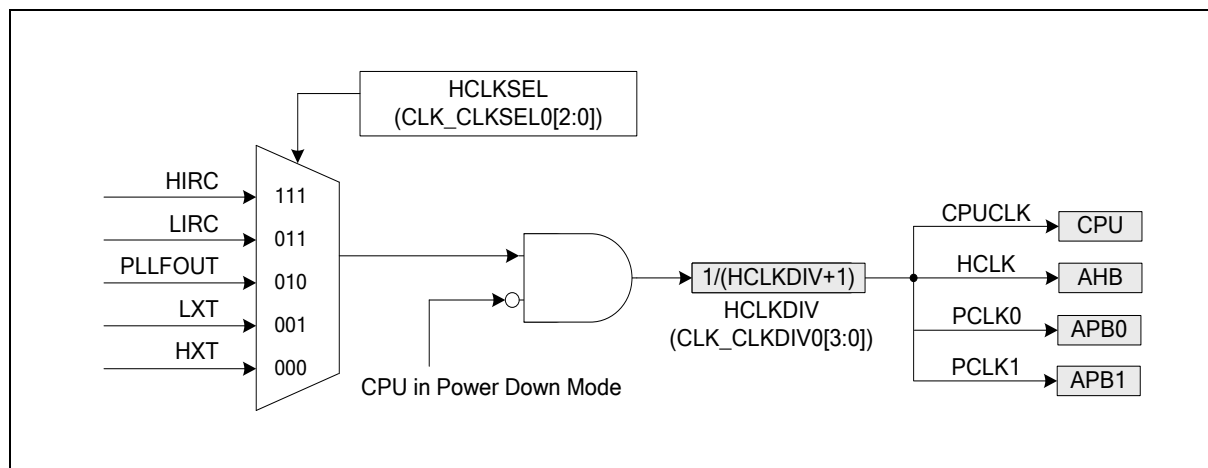 HCLKSEL
(CLK_CLKSEL0[2:0])
HIRC
111
LIRC
011
PLLFOUT
010
LXT
001
HXT
000
CPU in Power Down Mode
1/(HCLKDIV+1)
HCLKDIV
(CLK_CLKDIV0[3:0])
CPUCLK
CPU
HCLK
AHB
PCLK0
APB0
PCLK1
APB1